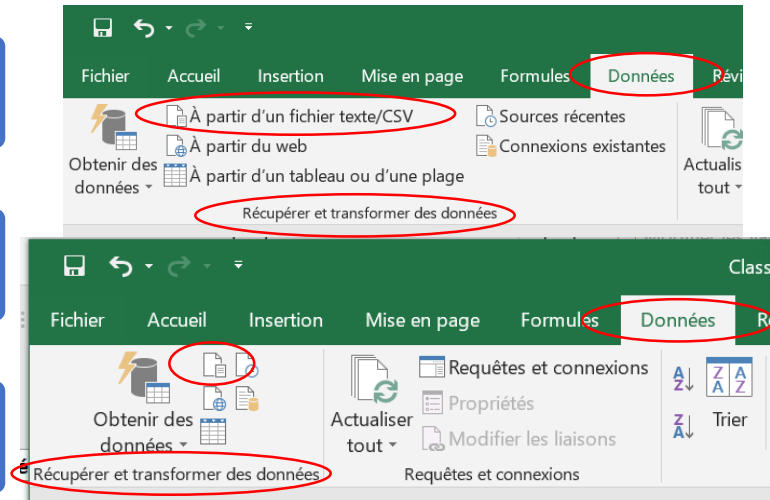 Fichier Accueil Insertion Mise en page Formules Données Révi
À partir d'un fichier texte/CSV
À partir du web
À partir d'un tableau ou d'une plage
Obtenir des
données
Sources récentes
Connexions existantes
Actualis
tout
Récupérer et transformer des données
Class
Fichier Accueil Insertion Mise en page Formules Données R
Obtenir des
données
Actualiser
tout
Requêtes et connexions
Propriétés
Modifier les liaisons
Trier
Récupérer et transformer des données
Requêtes et connexions